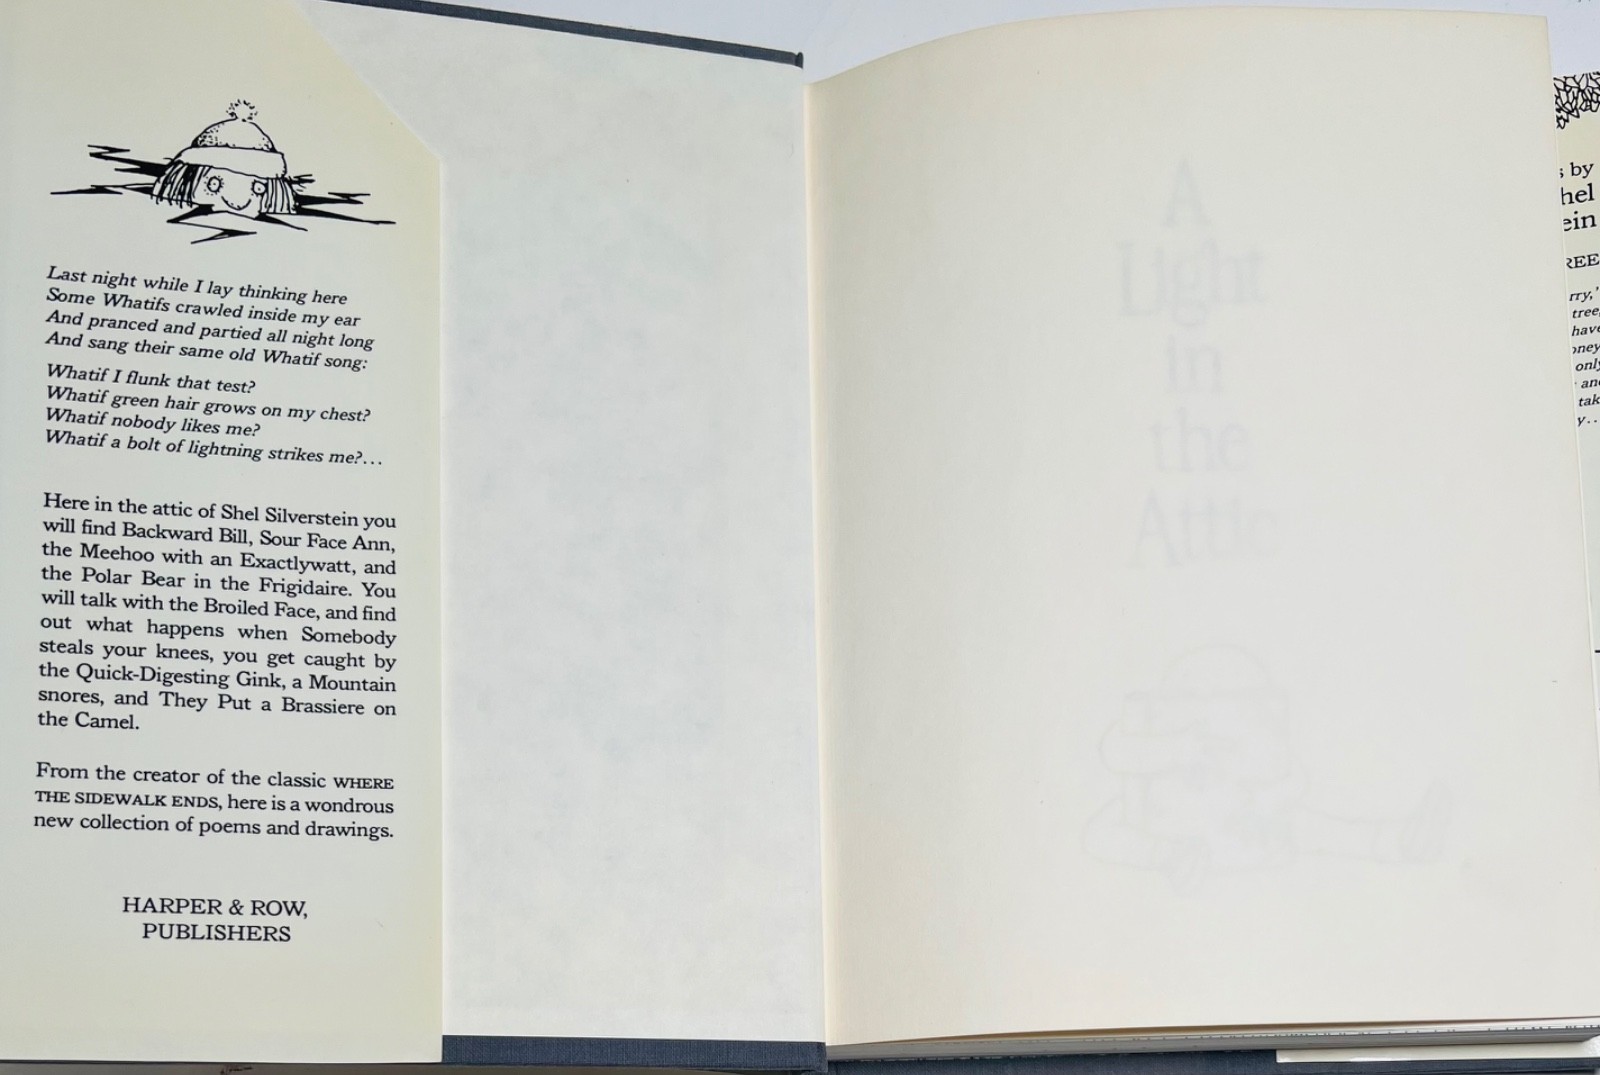 Last night while I lay thinking here
Some Whatifs crawled inside my ear
And pranced and partied all night long
And sang their same old Whatif song:
Whatif I flunk that test?
Whatif green hair grows on my chest?
Whatif nobody likes me?
Whatif a bolt of lightning strikes me?...
Here in the attic of Shel Silverstein you
will find Backward Bill, Sour Face Ann,
the Meehoo with an Exactlywatt, and
the Polar Bear in the Frigidaire. You
will talk with the Broiled Face, and find
out what happens when Somebody
steals your knees, you get caught by
the Quick-Digesting Gink, a Mountain
snores, and They Put a Brassiere on
the Camel.
From the creator of the classic WHERE
THE SIDEWALK ENDS, here is a wondrous
new collection of poems and drawings.
HARPER & ROW,
PUBLISHERS
A
Light
in
the
Attic
by